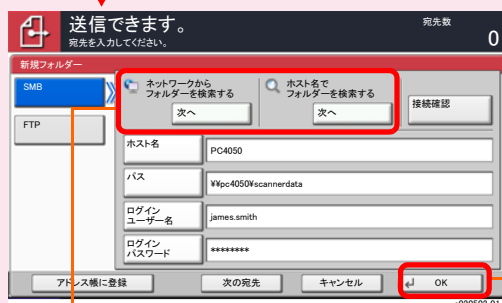 送信できます。
宛先を入力してください。
宛先数
0
新規フォルダー
SMB
FTP
ネットワークから
フォルダーを検索する
次へ
ホスト名で
フォルダーを検索する
次へ
接続確認
ホスト名
PC4050
パス
¥¥pc4050¥scannerdata
ログイン
ユーザー名
james.smith
ログイン
パスワード
********
アドレス帳に登録
次の宛先
キャンセル
OK